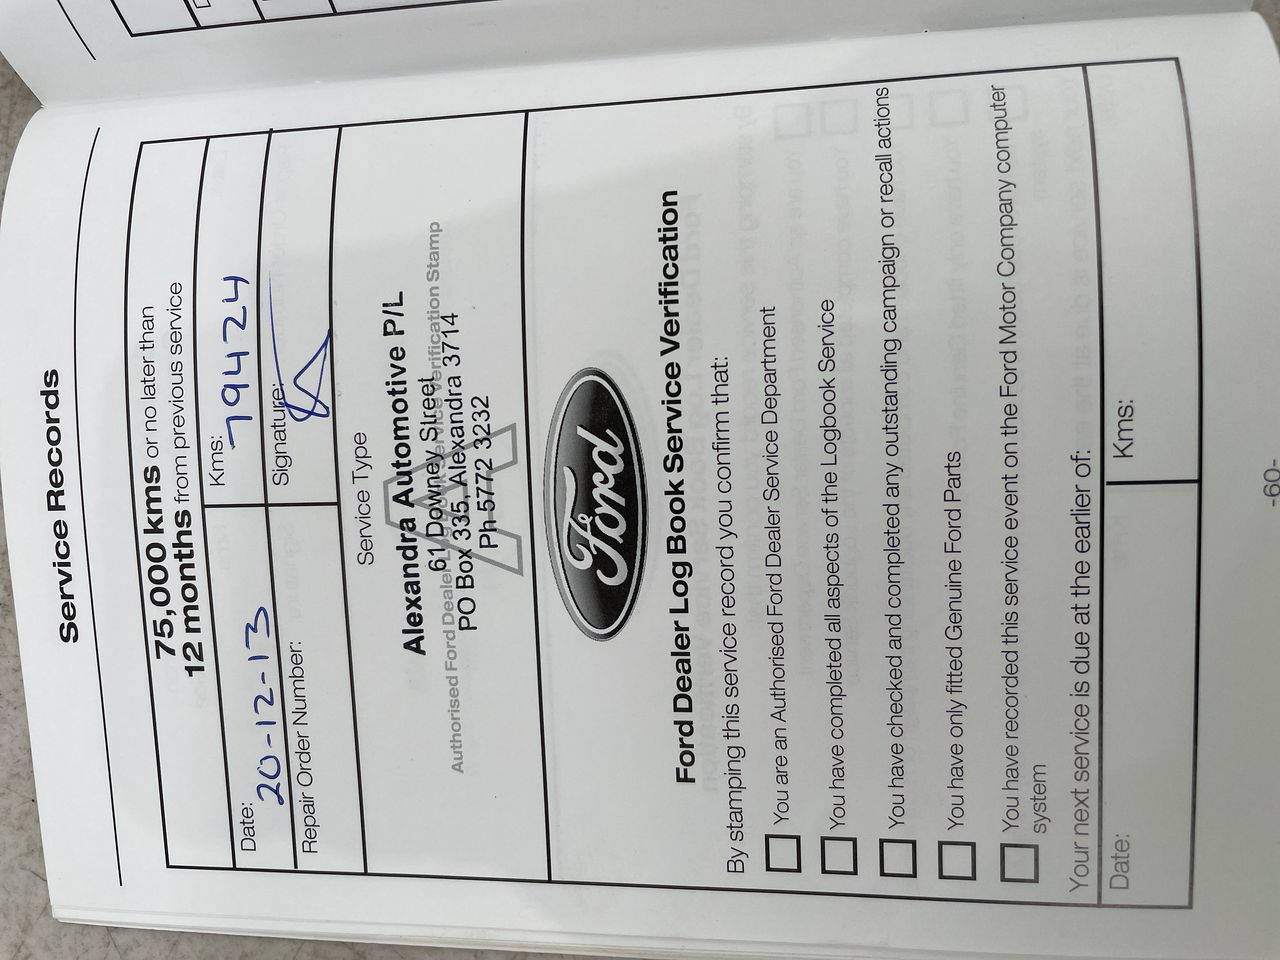 Service Records
75,000 kms or no later than
12 months from previous service
Date: 20-12-13
Kms: 79424
Repair Order Number:
Signature:
Service Type
Alexandra Automotive P/L
61 Downey Street
Authorised Ford Dealer Log Book Service Verification Stamp
PO Box 335, Alexandra 3714
Ph 5772 3232
Ford
Ford Dealer Log Book Service Verification
By stamping this service record you confirm that:
You are an Authorised Ford Dealer Service Department
You have completed all aspects of the Logbook Service
You have checked and completed any outstanding campaign or recall actions
You have only fitted Genuine Ford Parts
You have recorded this service event on the Ford Motor Company computer
system
Your next service is due at the earlier of:
Date:
Kms:
-60-